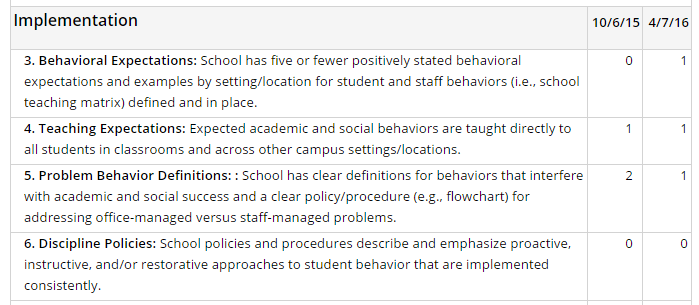 Implementation 10/6/15 4/7/16
3. Behavioral Expectations: School has five or fewer positively stated behavioral 0 1
expectations and examples by setting/location for student and staff behaviors (i.e., school
teaching matrix) defined and in place.
4. Teaching Expectations: Expected academic and social behaviors are taught directly to 1 1
all students in classrooms and across other campus settings/locations.
5. Problem Behavior Definitions: : School has clear definitions for behaviors that interfere 2 1
with academic and social success and a clear policy/procedure (e.g., flowchart) for
addressing office-managed versus staff-managed problems.
6. Discipline Policies: School policies and procedures describe and emphasize proactive, 0 0
instructive, and/or restorative approaches to student behavior that are implemented
consistently.